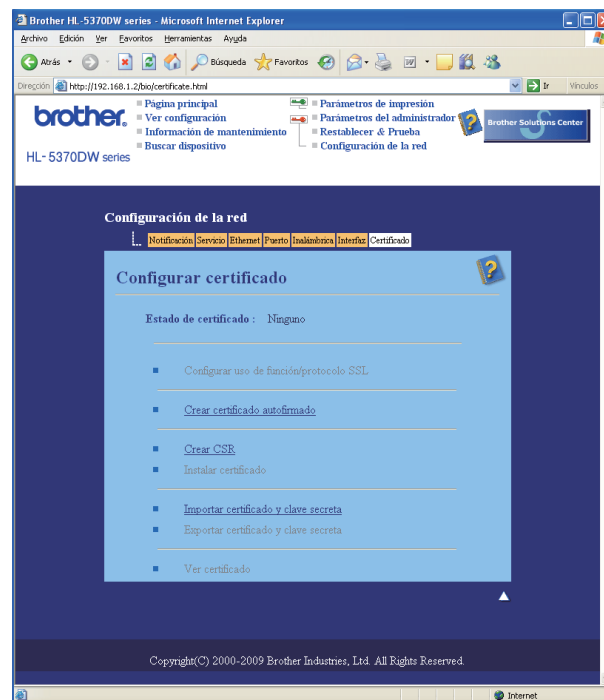 Brother HL-5370DW series - Microsoft Internet Explorer
Archivo Edición Ver Favoritos Herramientas Ayuda
Atrás Búsqueda Favoritos
Dirección http://192.168.1.2/bio/certificate.html Ir Vínculos
brother.
HL-5370DW series
Página principal
Ver configuración
Información de mantenimiento
Buscar dispositivo
Parámetros de impresión
Parámetros del administrador
Restablecer & Prueba
Configuración de la red
Brother Solutions Center
Configuración de la red
Notificación Servicio Ethernet Puerto Inalámbrica Interfaz Certificado
Configurar certificado
Estado de certificado : Ninguno
Configurar uso de función/protocolo SSL
Crear certificado autofirmado
Crear CSR
Instalar certificado
Importar certificado y clave secreta
Exportar certificado y clave secreta
Ver certificado
Copyright(C) 2000-2009 Brother Industries, Ltd. All Rights Reserved.
Internet